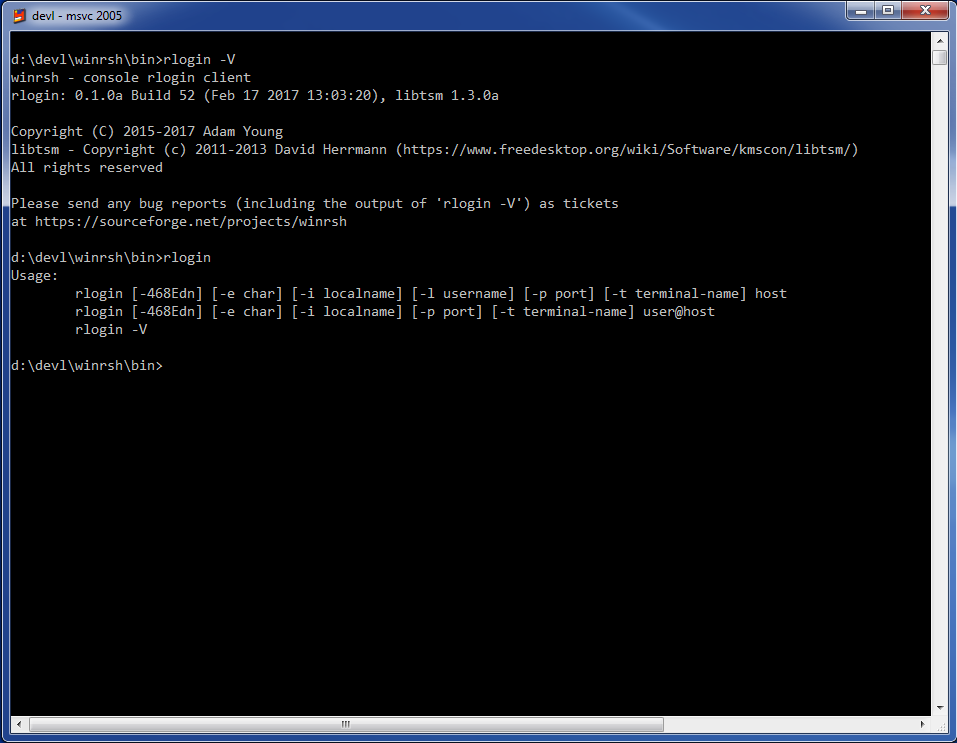 devl - msvc 2005
d:\devl\winrsh\bin>rlogin -V
winrsh - console rlogin client
rlogin: 0.1.0a Build 52 (Feb 17 2017 13:03:20), libtsm 1.3.0a
Copyright (C) 2015-2017 Adam Young
libtsm - Copyright (c) 2011-2013 David Herrmann (https://www.freedesktop.org/wiki/Software/kmscon/libtsm/)
All rights reserved
Please send any bug reports (including the output of 'rlogin -V') as tickets
at https://sourceforge.net/projects/winrsh
d:\devl\winrsh\bin>rlogin
Usage:
rlogin [-468Edn] [-e char] [-i localname] [-l username] [-p port] [-t terminal-name] host
rlogin [-468Edn] [-e char] [-i localname] [-p port] [-t terminal-name] user@host
rlogin -V
d:\devl\winrsh\bin>